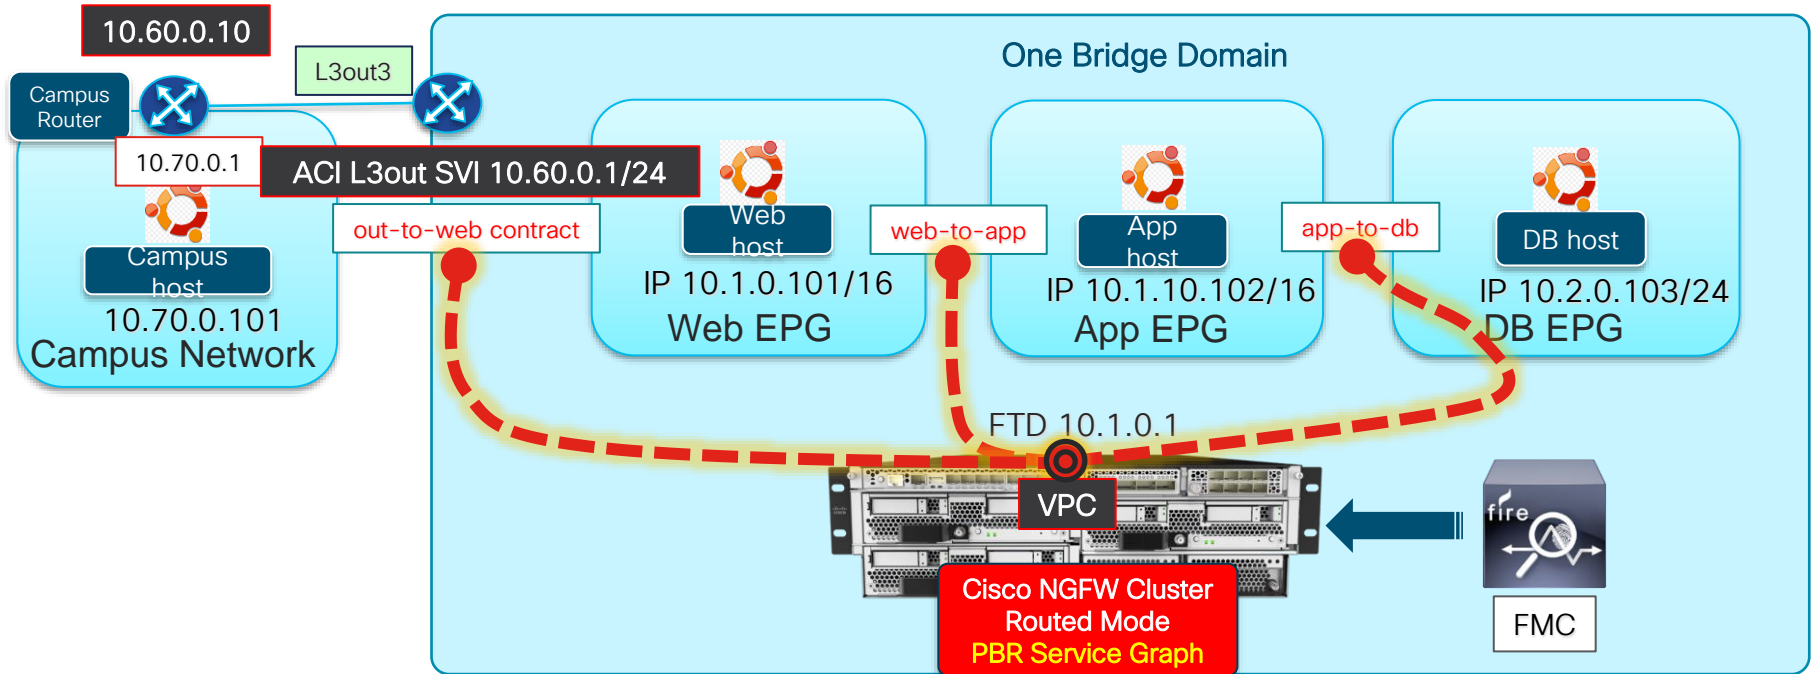 10.60.0.10
L3out3
One Bridge Domain
Campus
Router
10.70.0.1
ACI L3out SVI 10.60.0.1/24
out-to-web contract
Campus
host
10.70.0.101
Campus Network
Web
host
IP 10.1.0.101/16
Web EPG
web-to-app
App
host
IP 10.1.10.102/16
App EPG
app-to-db
DB host
IP 10.2.0.103/24
DB EPG
FTD 10.1.0.1
VPC
Cisco NGFW Cluster
Routed Mode
PBR Service Graph
fire
FMC